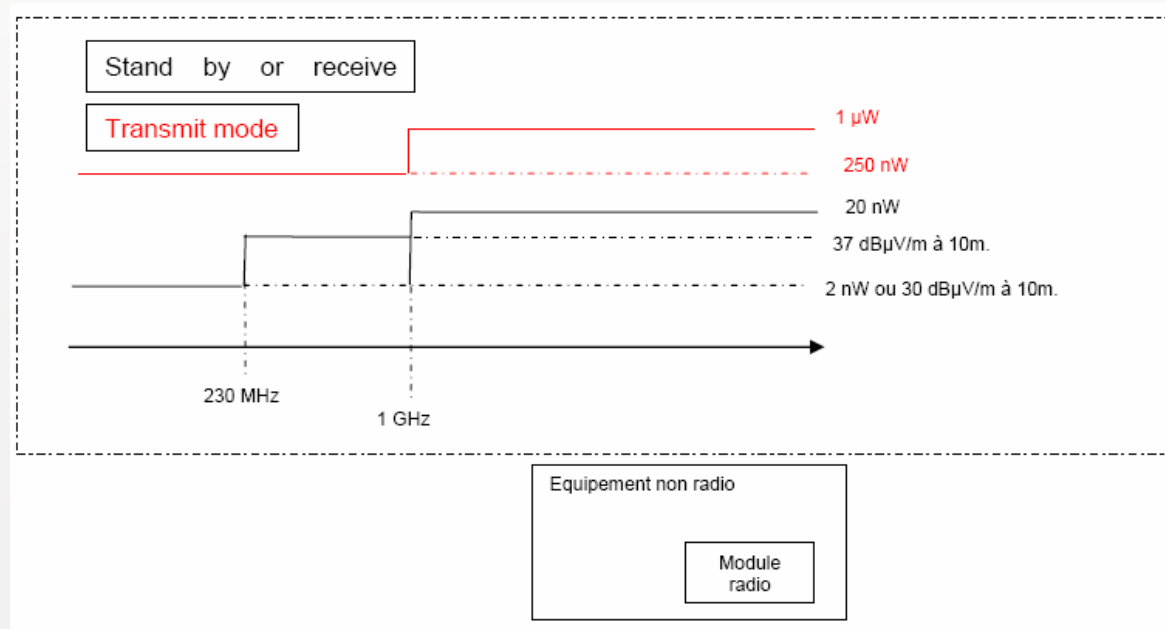 Stand by or receive
Transmit mode
1 µW
250 nW
20 nW
37 dBµV/m à 10m.
2 nW ou 30 dBµV/m à 10m.
230 MHz
1 GHz
Equipement non radio
Module
radio